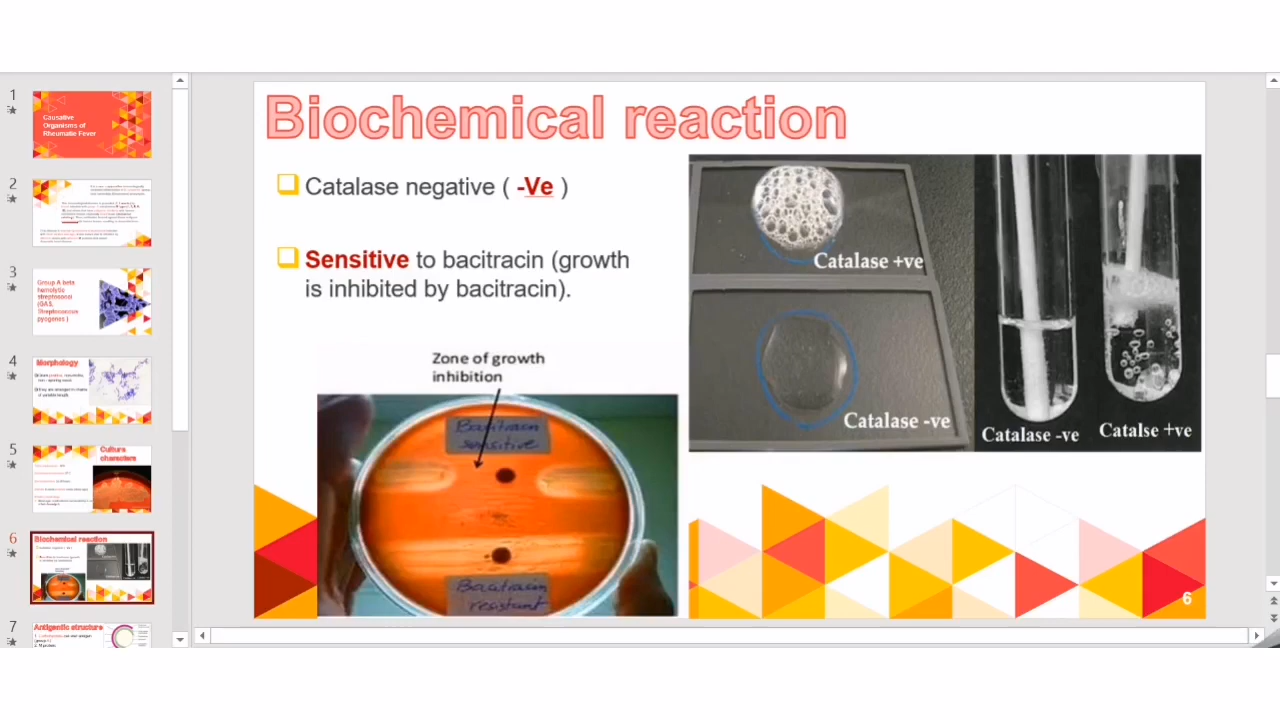 Biochemical reaction
Catalase negative ( -Ve )
Sensitive to bacitracin (growth
is inhibited by bacitracin).
Zone of growth
inhibition
Bacitracin
sensitive
Bacitracin
resistant
Catalase +ve
Catalase -ve
Catalase -ve
Catalse +ve
6
1
Causative
Organisms of
Rheumatic Fever
2
3
Group A beta
hemolytic
streptococci
(GAS,
Streptococcus
pyogenes )
4
Morphology
5
Culture
characters
6
Biochemical reaction
7
Antigentic structure